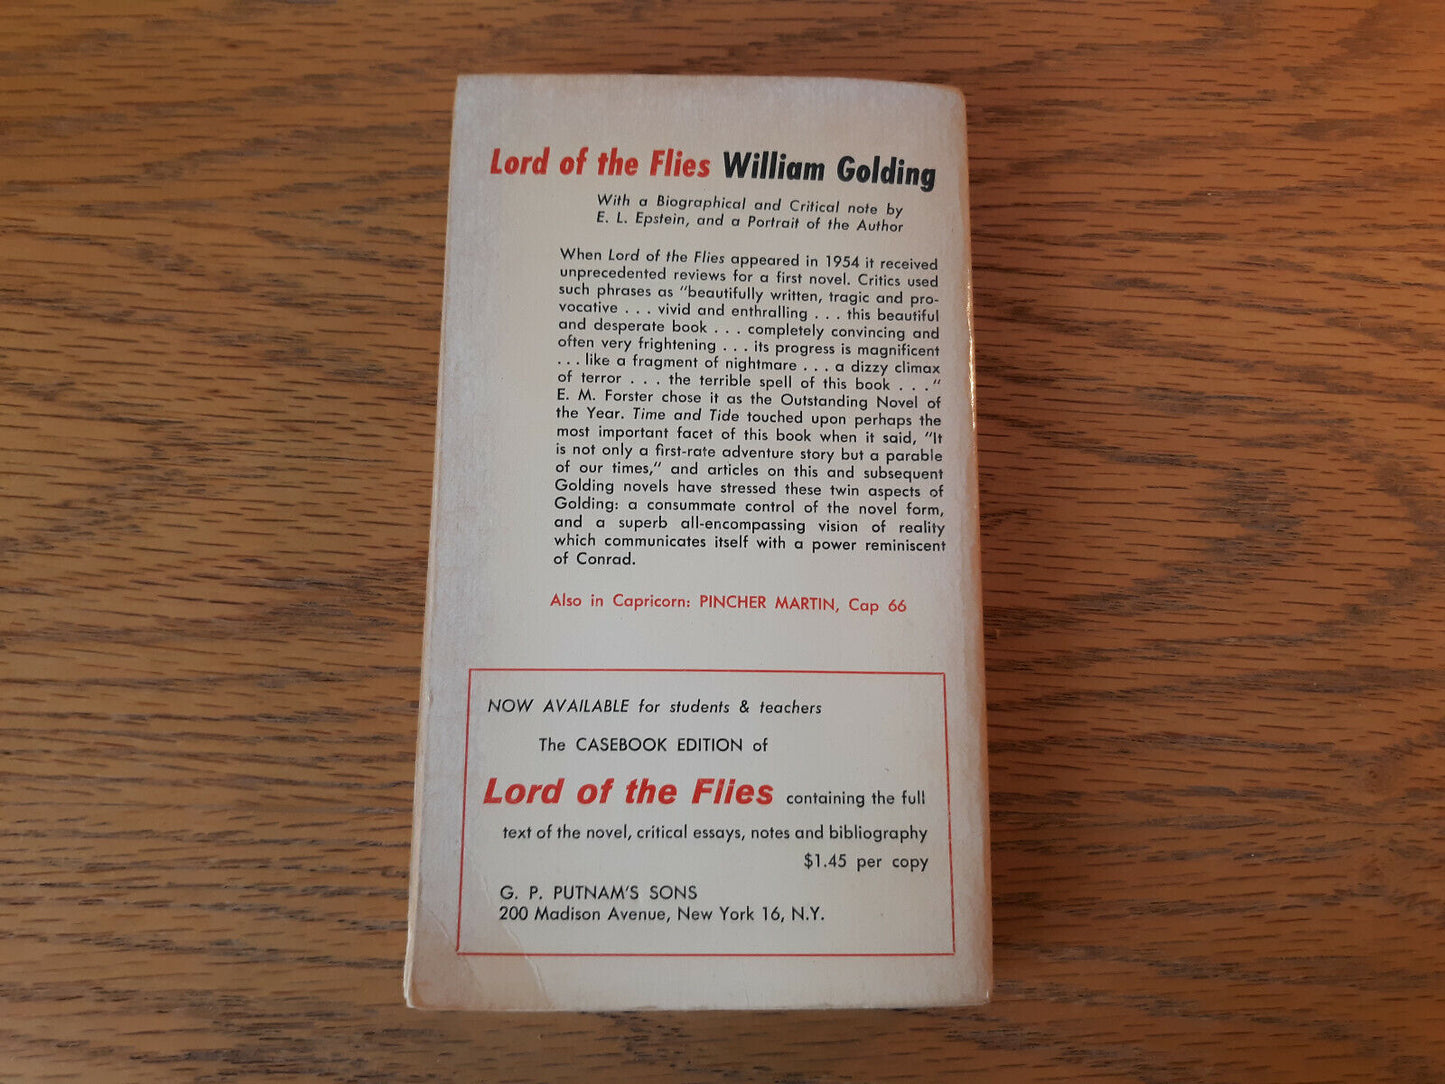 Lord of the Flies William Golding
With a Biographical and Critical note by
E. L. Epstein, and a Portrait of the Author
When Lord of the Flies appeared in 1954 it received
unprecedented reviews for a first novel. Critics used
such phrases as "beautifully written, tragic and pro-
vocative . . . vivid and enthralling . . . this beautiful
and desperate book . . . completely convincing and
often very frightening . . . its progress is magnificent
. . . like a fragment of nightmare . . . a dizzy climax
of terror . . . the terrible spell of this book . . ."
E. M. Forster chose it as the Outstanding Novel of
the Year. Time and Tide touched upon perhaps the
most important facet of this book when it said, "It
is not only a first-rate adventure story but a parable
of our times," and articles on this and subsequent
Golding novels have stressed these twin aspects of
Golding: a consummate control of the novel form,
and a superb all-encompassing vision of reality
which communicates itself with a power reminiscent
of Conrad.
Also in Capricorn: PINCHER MARTIN, Cap 66
NOW AVAILABLE for students & teachers
The CASEBOOK EDITION of
Lord of the Flies containing the full
text of the novel, critical essays, notes and bibliography
$1.45 per copy
G. P. PUTNAM'S SONS
200 Madison Avenue, New York 16, N.Y.